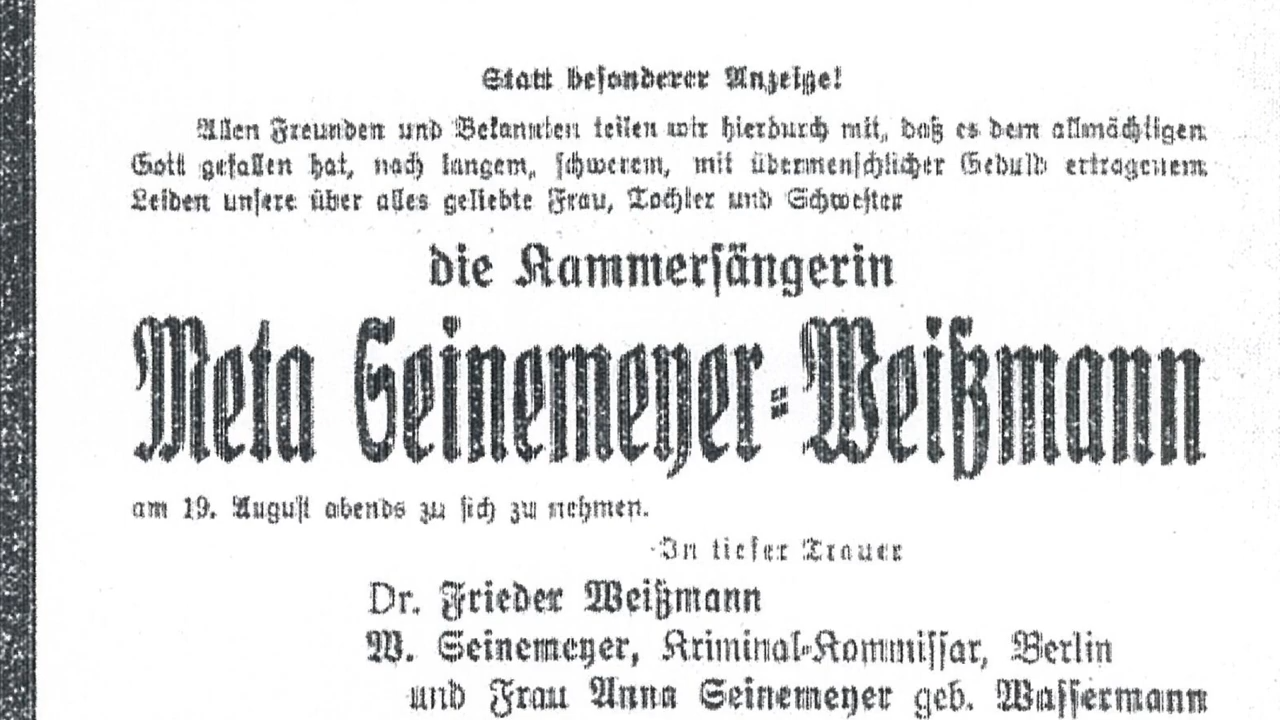 Statt besonderer Anzeige!
Allen Freunden und Bekannten teilen wir hierdurch mit, daß es dem allmächtigen
Gott gefallen hat, nach langem, schwerem, mit übermenschlicher Geduld ertragenem
Leiden unsere über alles geliebte Frau, Tochter und Schwester
die Kammersängerin
Meta Seinemeyer-Weißmann
am 19. August abends zu sich zu nehmen.
In tiefer Trauer
Dr. Frieder Weißmann
W. Seinemeyer, Kriminal-Kommissar, Berlin
und Frau Anna Seinemeyer geb. Wassermann